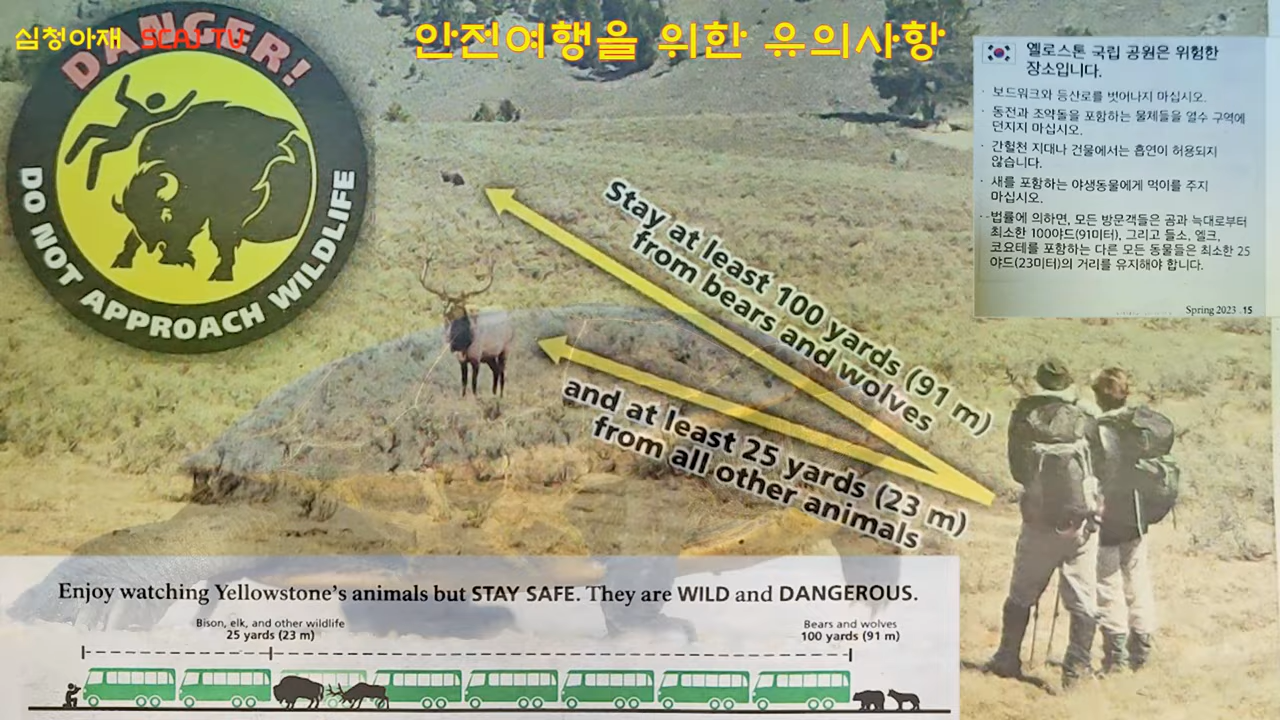 심청아재 SCAJ TV
안전여행을 위한 유의사항
DANGER!
DO NOT APPROACH WILDLIFE
옐로스톤 국립 공원은 위험한
장소입니다.
· 보드워크와 등산로를 벗어나지 마십시오.
· 동전과 조약돌을 포함하는 물체들을 열수 구역에
던지지 마십시오.
· 간헐천 지대나 건물에서는 흡연이 허용되지
않습니다.
· 새를 포함하는 야생동물에게 먹이를 주지
마십시오.
· 법률에 의하면, 모든 방문객들은 곰과 늑대로부터
최소한 100야드(91미터), 그리고 들소, 엘크,
코요테를 포함하는 다른 모든 동물들은 최소한 25
야드(23미터)의 거리를 유지해야 합니다.
Spring 2023 15
Stay at least 100 yards (91 m)
from bears and wolves
and at least 25 yards (23 m)
from all other animals
Enjoy watching Yellowstone's animals but STAY SAFE. They are WILD and DANGEROUS.
Bison, elk, and other wildlife
25 yards (23 m)
Bears and wolves
100 yards (91 m)